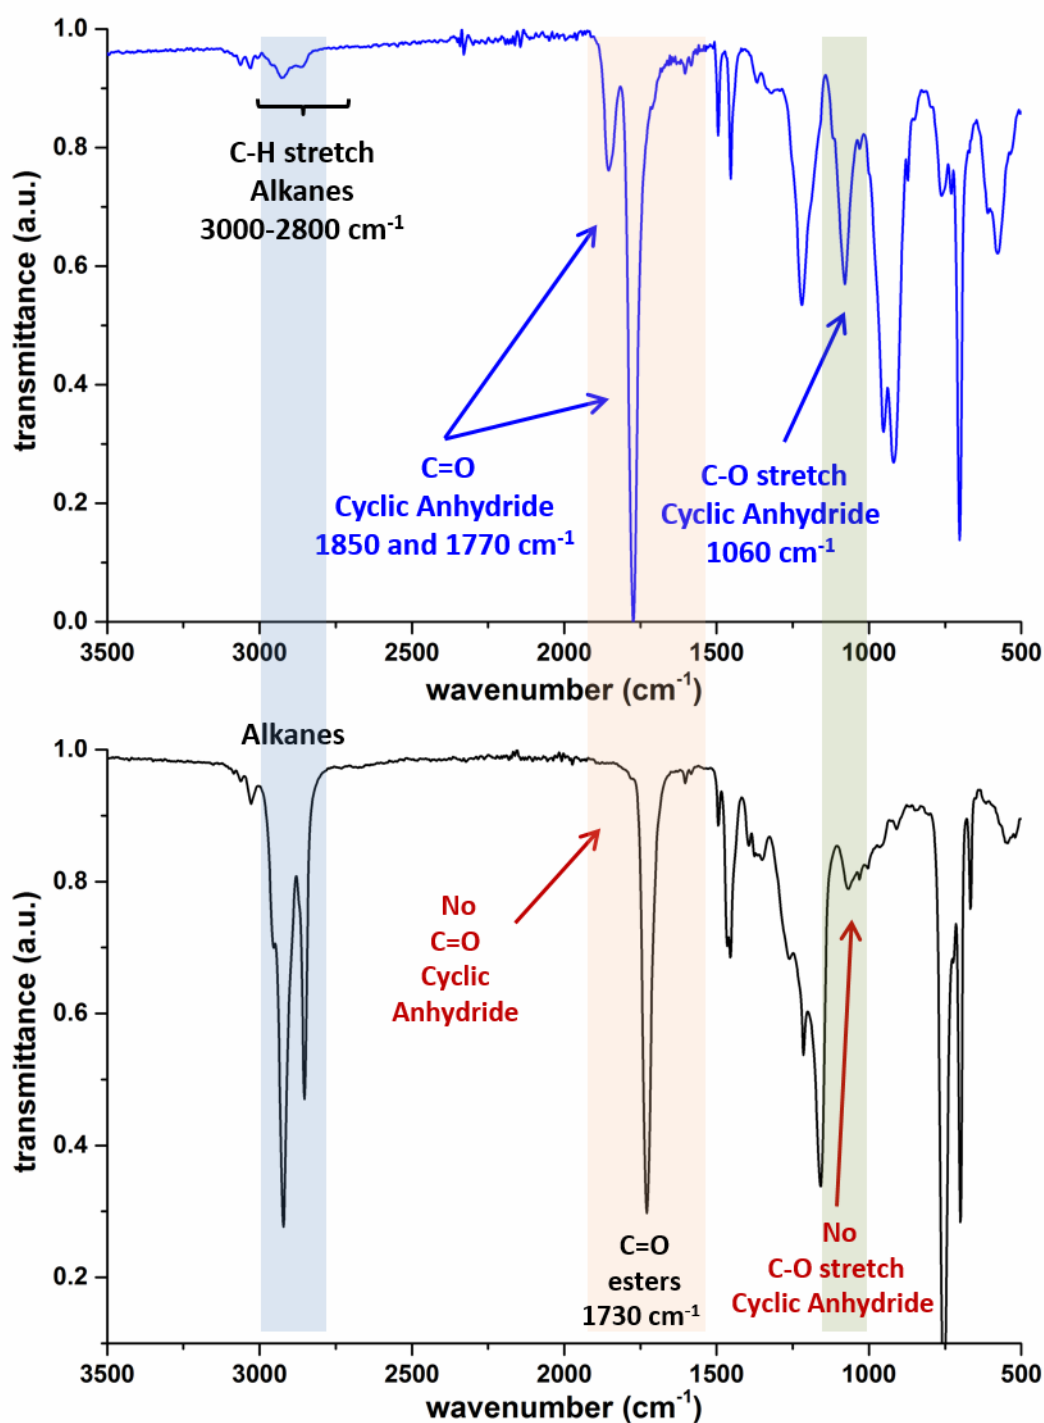 1.0
0.8
0.6
0.4
0.2
0.0
transmittance (a.u.)
C-H stretch
Alkanes
3000-2800 cm-1
C=O
Cyclic Anhydride
1850 and 1770 cm-1
C-O stretch
Cyclic Anhydride
1060 cm-1
3500 3000 2500 2000 1500 1000 500
wavenumber (cm-1)
Alkanes
1.0
0.8
0.6
0.4
0.2
transmittance (a.u.)
No
C=O
Cyclic
Anhydride
C=O
esters
1730 cm-1
No
C-O stretch
Cyclic Anhydride
3500 3000 2500 2000 1500 1000 500
wavenumber (cm-1)